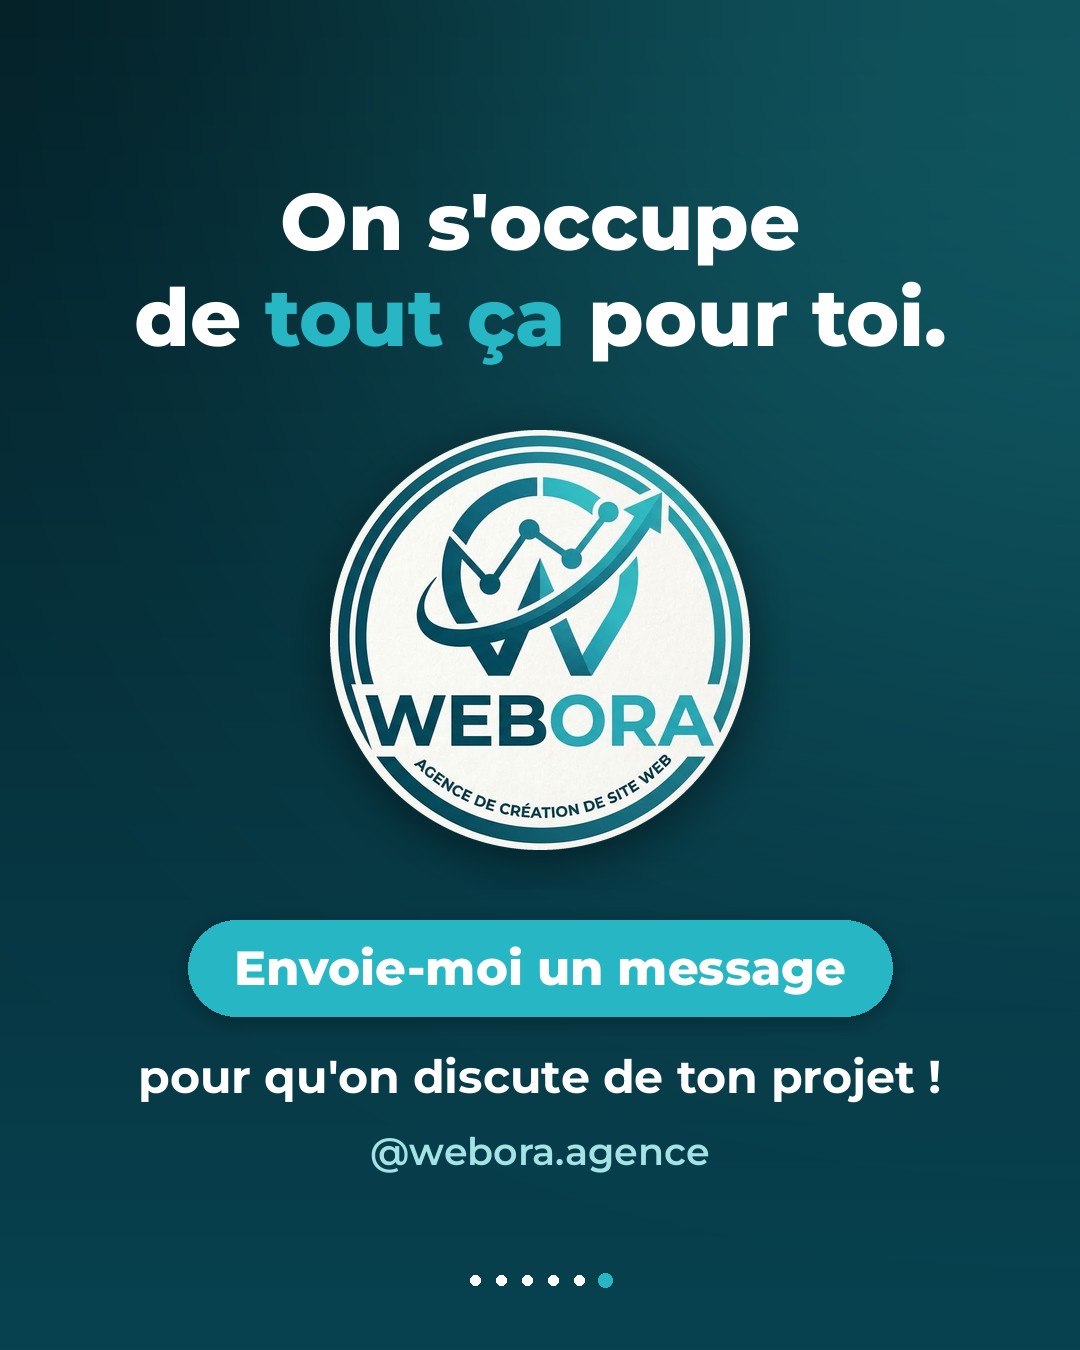 On s'occupe
de tout ça pour toi.
WEBORA
AGENCE DE CRÉATION DE SITE WEB
Envoie-moi un message
pour qu'on discute de ton projet !
@webora.agence